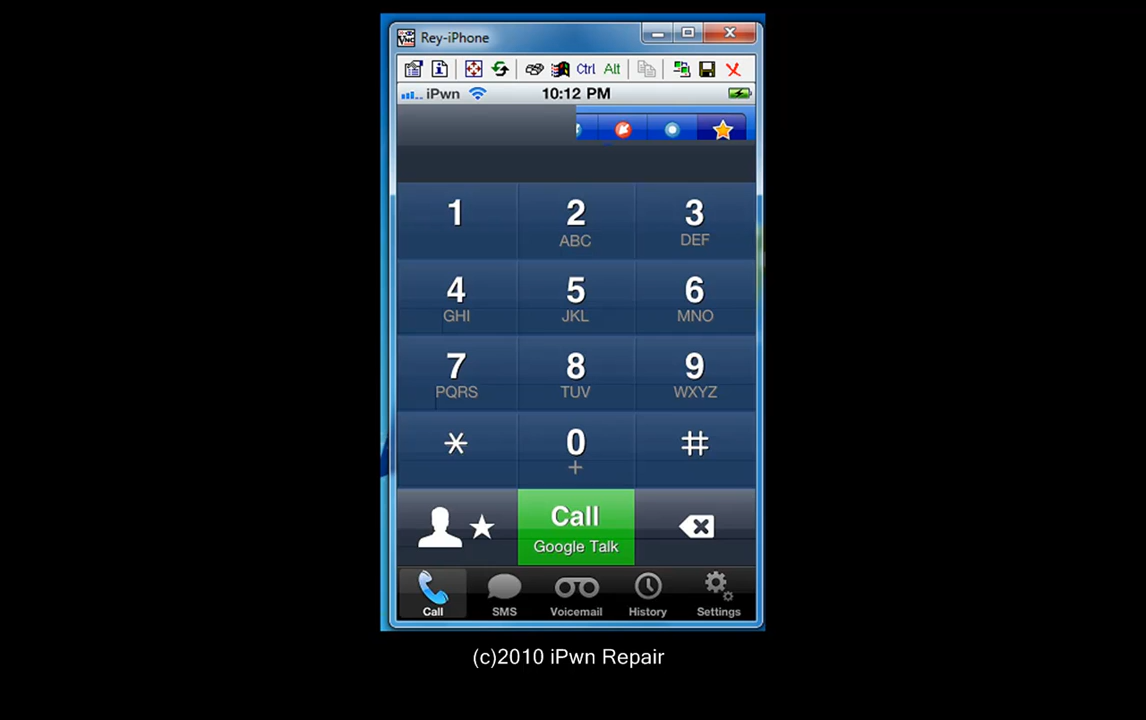 Rey-iPhone
Ctrl Alt
iPwn 10:12 PM
1 2 3
ABC DEF
4 5 6
GHI JKL MNO
7 8 9
PQRS TUV WXYZ
* 0 #
+
Call
Google Talk
Call SMS Voicemail History Settings
(c)2010 iPwn Repair